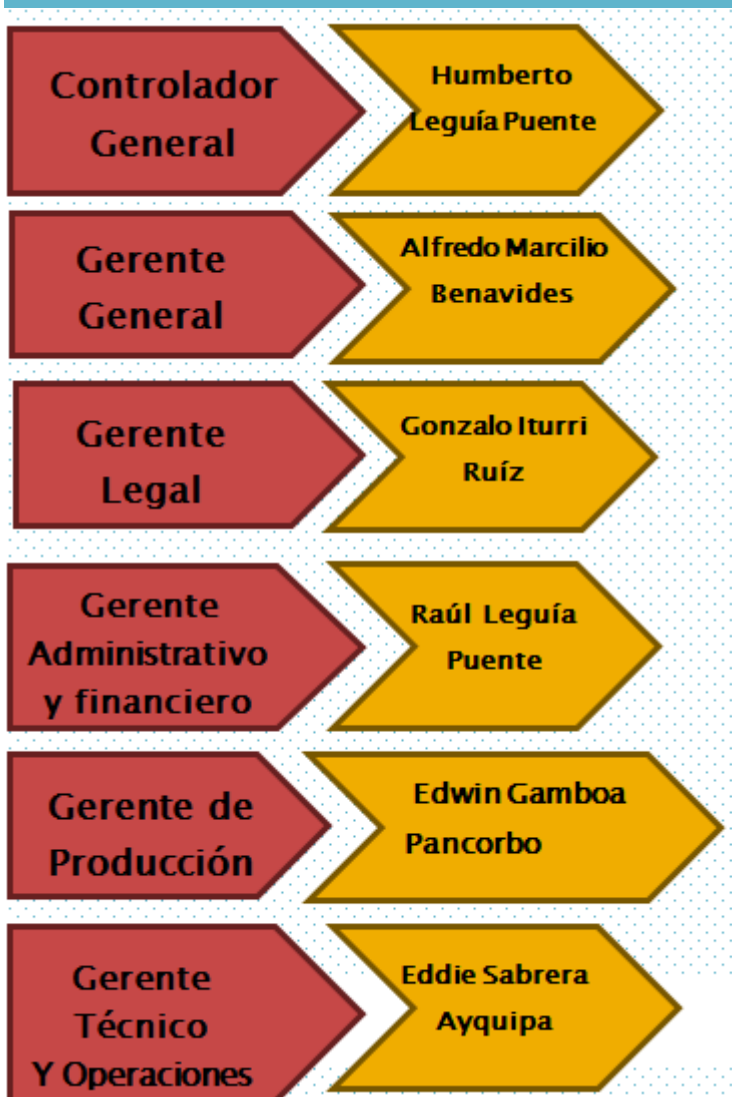 Controlador
General
Humberto
Leguía Puente
Gerente
General
Alfredo Marcilio
Benavides
Gerente
Legal
Gonzalo Iturri
Ruíz
Gerente
Administrativo
y financiero
Raúl Leguía
Puente
Gerente de
Producción
Edwin Gamboa
Pancorbo
Gerente
Técnico
Y Operaciones
Eddie Sabrera
Ayquipa